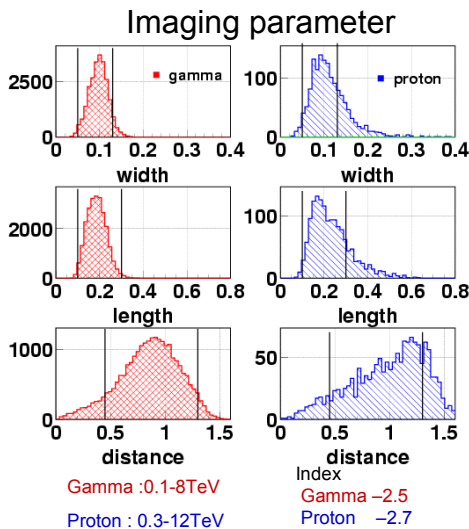 Imaging parameter
2500
0
gamma
0 0.1 0.2 0.3 0.4
width
100
0
proton
0 0.1 0.2 0.3 0.4
width
2000
0
0 0.2 0.4 0.6 0.8
length
100
0
0 0.2 0.4 0.6 0.8
length
1000
0
0 0.5 1 1.5
distance
50
0
0 0.5 1 1.5
distance
Gamma :0.1-8TeV
Proton : 0.3-12TeV
Index
Gamma –2.5
Proton –2.7